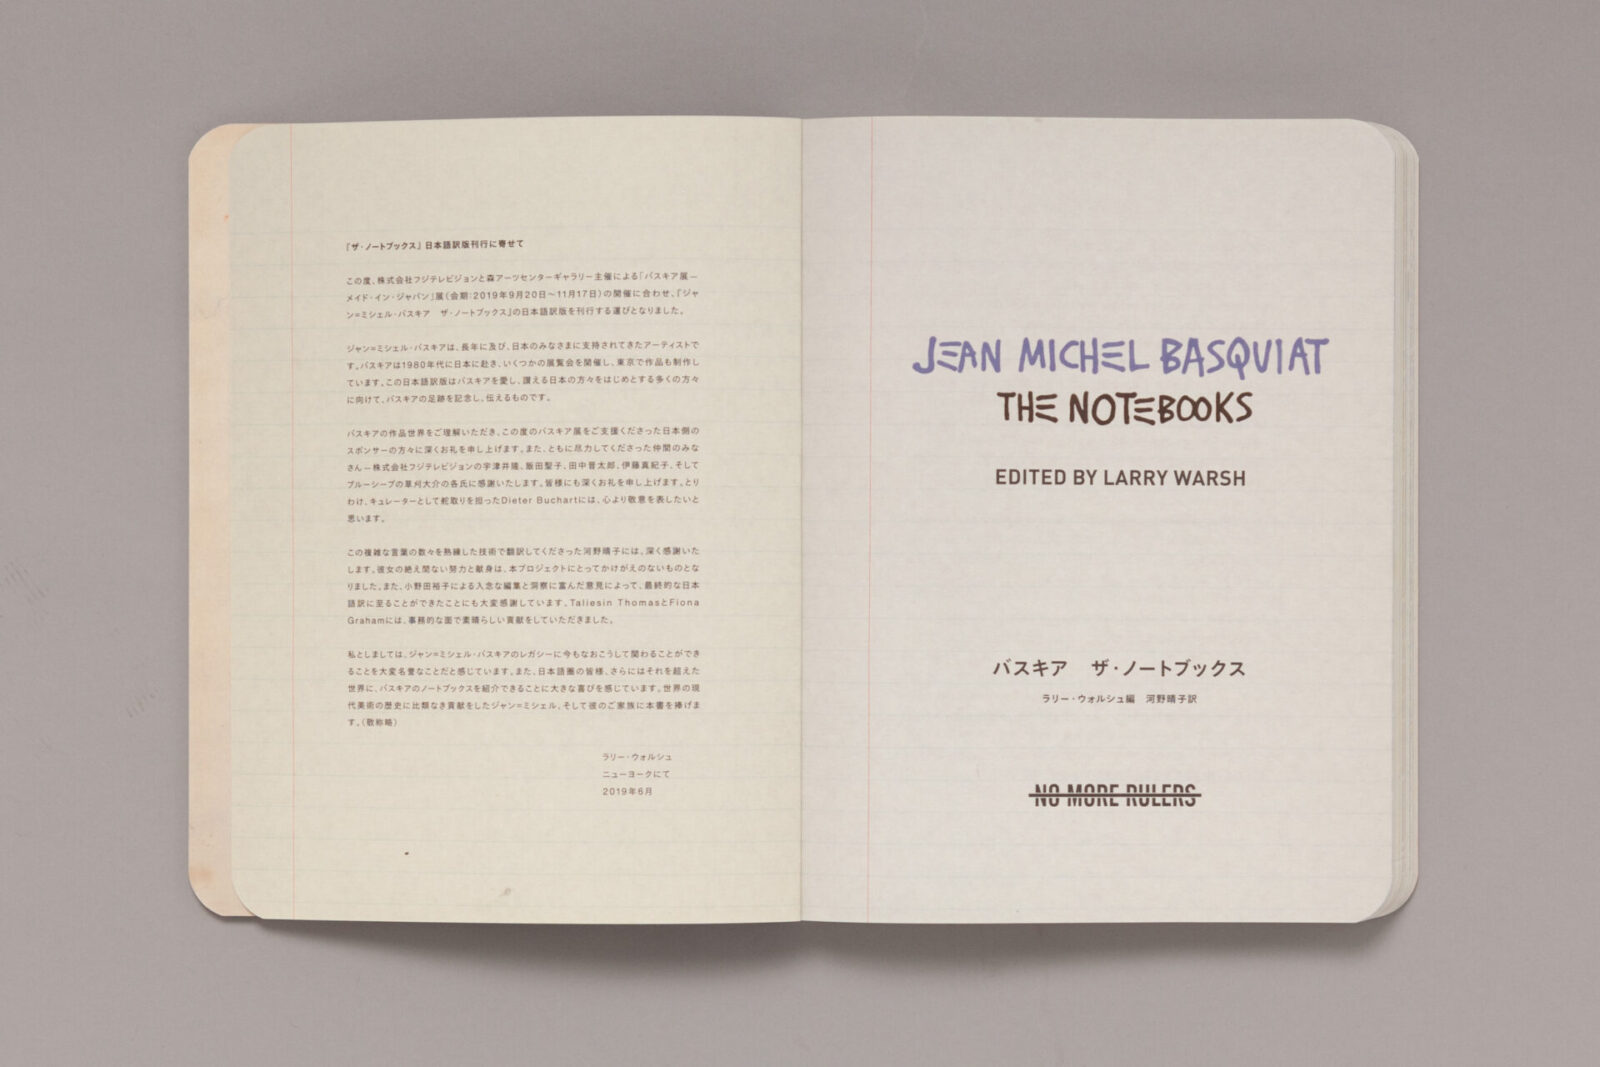 『ザ・ノートブックス』日本語訳版刊行に寄せて
この度、株式会社フジテレビジョンと森アーツセンターギャラリー主催による「バスキア展—
メイド・イン・ジャパン」展（会期：2019年9月20日〜11月17日）の開催に合わせ、『ジャ
ン=ミシェル・バスキア　ザ・ノートブックス』の日本語訳版を刊行する運びとなりました。
ジャン=ミシェル・バスキアは、長年に及び、日本のみなさまに支持されてきたアーティストで
す。バスキアは1980年代に日本に赴き、いくつかの展覧会を開催し、東京で作品も制作し
ています。この日本語訳版はバスキアを愛し、讃える日本の方々をはじめとする多くの方々
に向けて、バスキアの足跡を記念し、伝えるものです。
バスキアの作品世界をご理解いただき、この度のバスキア展をご支援くださった日本側の
スポンサーの方々に深くお礼を申し上げます。また、ともに尽力してくださった仲間のみな
さん—株式会社フジテレビジョンの宇津井隆、飯田聖子、田中晋太郎、伊藤真紀子、そして
ブルーシープの草刈大介の各氏に感謝いたします。皆様にも深くお礼を申し上げます。とり
わけ、キュレーターとして舵取りを担ったDieter Buchartには、心より敬意を表したいと
思います。
この複雑な言葉の数々を熟練した技術で翻訳してくださった河野晴子には、深く感謝いた
します。彼女の絶え間ない努力と献身は、本プロジェクトにとってかけがえのないものとな
りました。また、小野田裕子による入念な編集と洞察に富んだ意見によって、最終的な日本
語訳に至ることができたことにも大変感謝しています。Taliesin ThomasとFiona
Grahamには、事務的な面で素晴らしい貢献をしていただきました。
私としましては、ジャン=ミシェル・バスキアのレガシーに今もなおこうして関わることができ
ることを大変名誉なことだと感じています。また、日本語圏の皆様、さらにはそれを超えた
世界に、バスキアのノートブックスを紹介できることに大きな喜びを感じています。世界の現
代美術の歴史に比類なき貢献をしたジャン=ミシェル、そして彼のご家族に本書を捧げま
す。（敬称略）
ラリー・ウォルシュ
ニューヨークにて
2019年6月
JEAN MICHEL BASQUIAT
THE NOTEBOOKS
EDITED BY LARRY WARSH
バスキア　ザ・ノートブックス
ラリー・ウォルシュ編　河野晴子訳
NO MORE RULERS